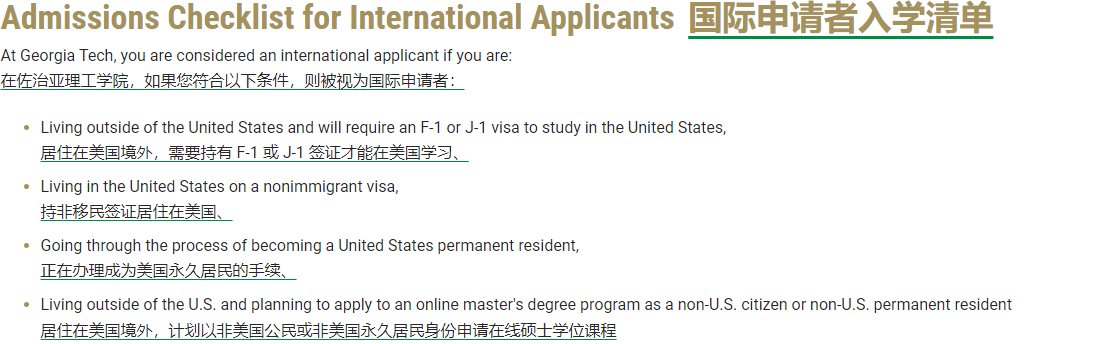 Admissions Checklist for International Applicants 国际申请者入学清单
At Georgia Tech, you are considered an international applicant if you are:
在佐治亚理工学院，如果您符合以下条件，则被视为国际申请者：
Living outside of the United States and will require an F-1 or J-1 visa to study in the United States,
居住在美国境外，需要持有 F-1 或 J-1 签证才能在美国学习、
Living in the United States on a nonimmigrant visa,
持非移民签证居住在美国、
Going through the process of becoming a United States permanent resident,
正在办理成为美国永久居民的手续、
Living outside of the U.S. and planning to apply to an online master's degree program as a non-U.S. citizen or non-U.S. permanent resident
居住在美国境外，计划以非美国公民或非美国永久居民身份申请在线硕士学位课程